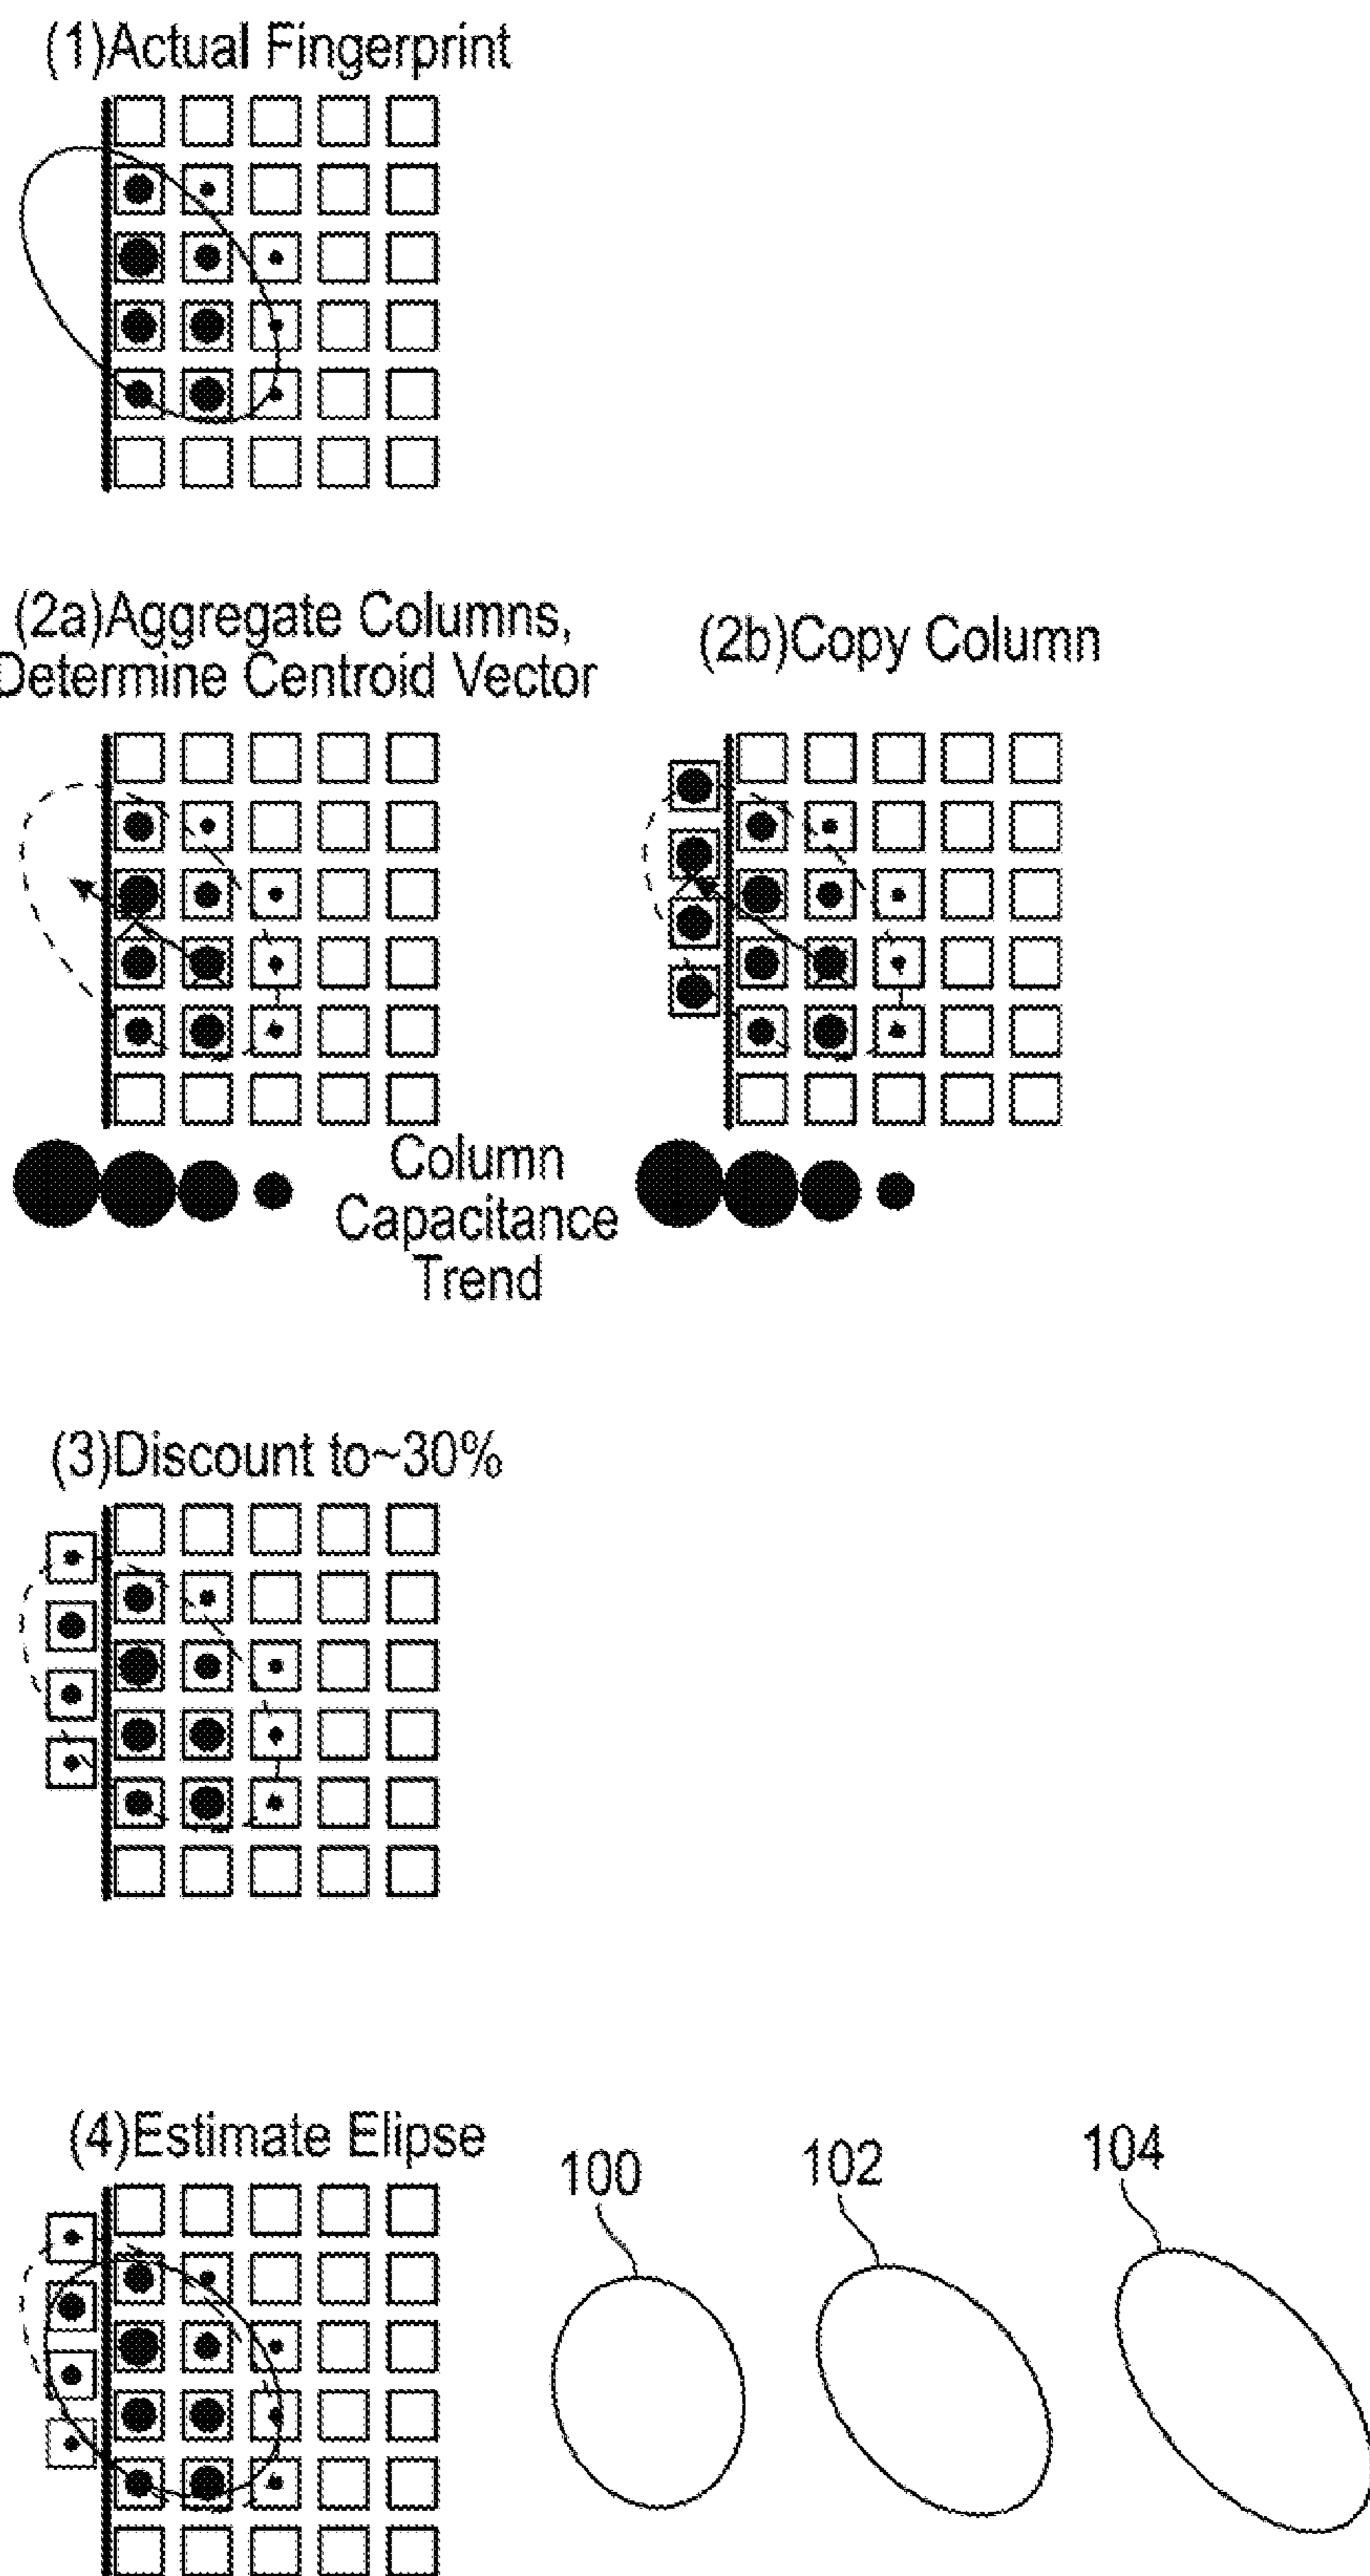 (1)Actual Fingerprint
(2a)Aggregate Columns,
Determine Centroid Vector
(2b)Copy Column
Column
Capacitance
Trend
(3)Discount to~30%
(4)Estimate Elipse
100
102
104